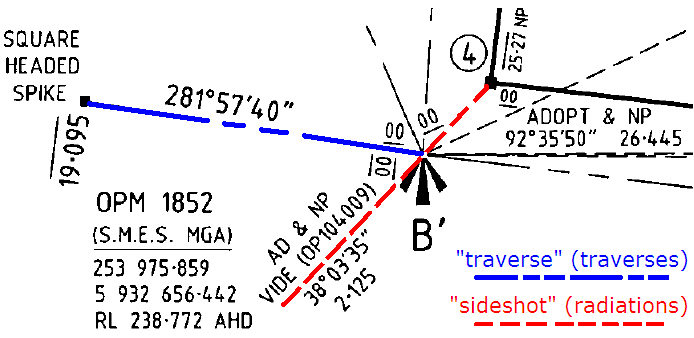 SQUARE
HEADED
SPIKE
281°57'40"
19·095
OPM 1852
(S.M.E.S. MGA)
253 975·859
5 932 656·442
RL 238·772 AHD
00
00
00
AD & NP
VIDE (OP104009)
38°03'35"
2·125
B'
4
25·27 NP
00
ADOPT & NP
92°35'50" 26·445
"traverse" (traverses)
"sideshot" (radiations)